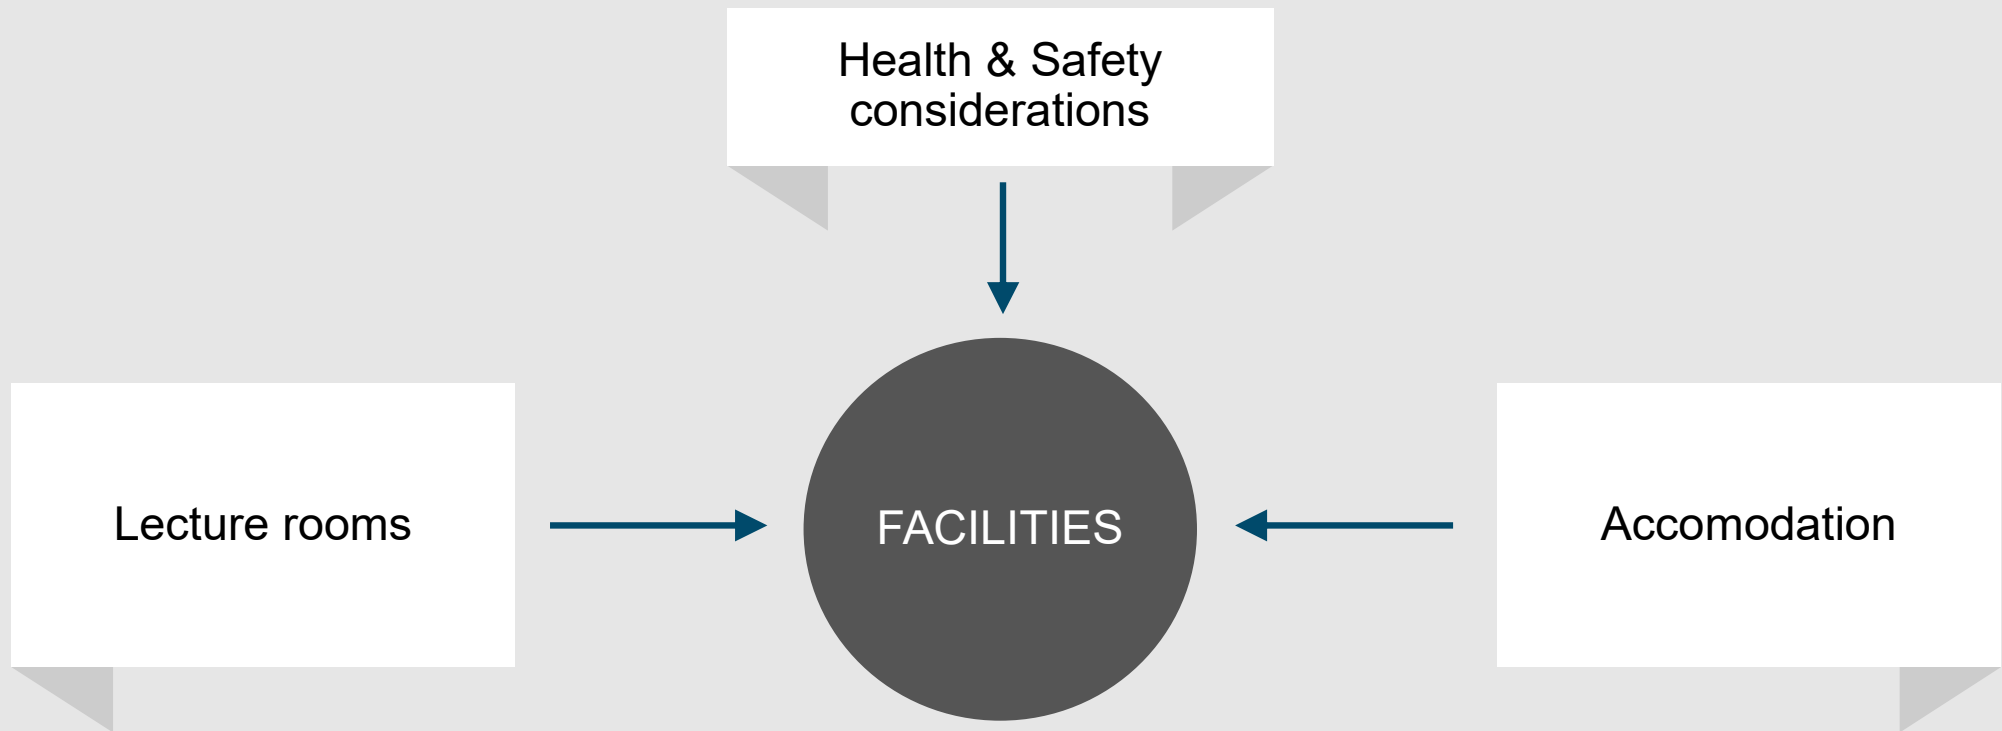 Health & Safety
considerations
Lecture rooms
FACILITIES
Accomodation